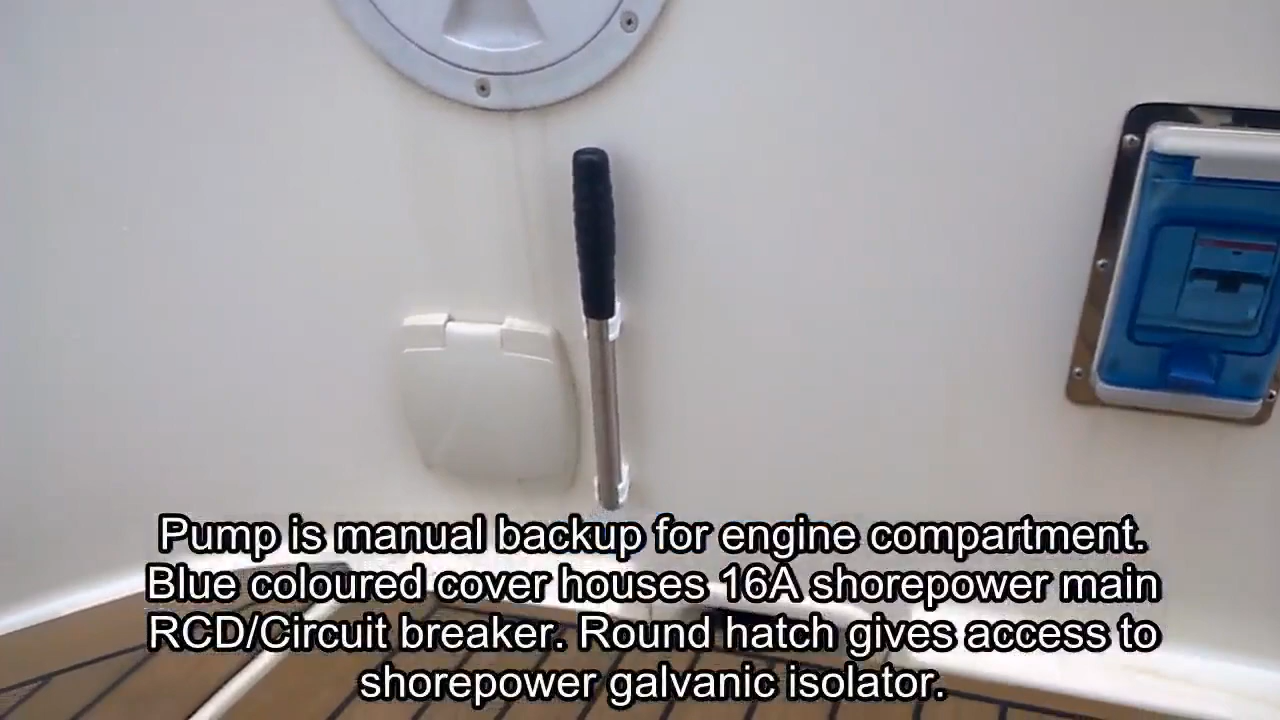 Pump is manual backup for engine compartment.
Blue coloured cover houses 16A shorepower main
RCD/Circuit breaker. Round hatch gives access to
shorepower galvanic isolator.